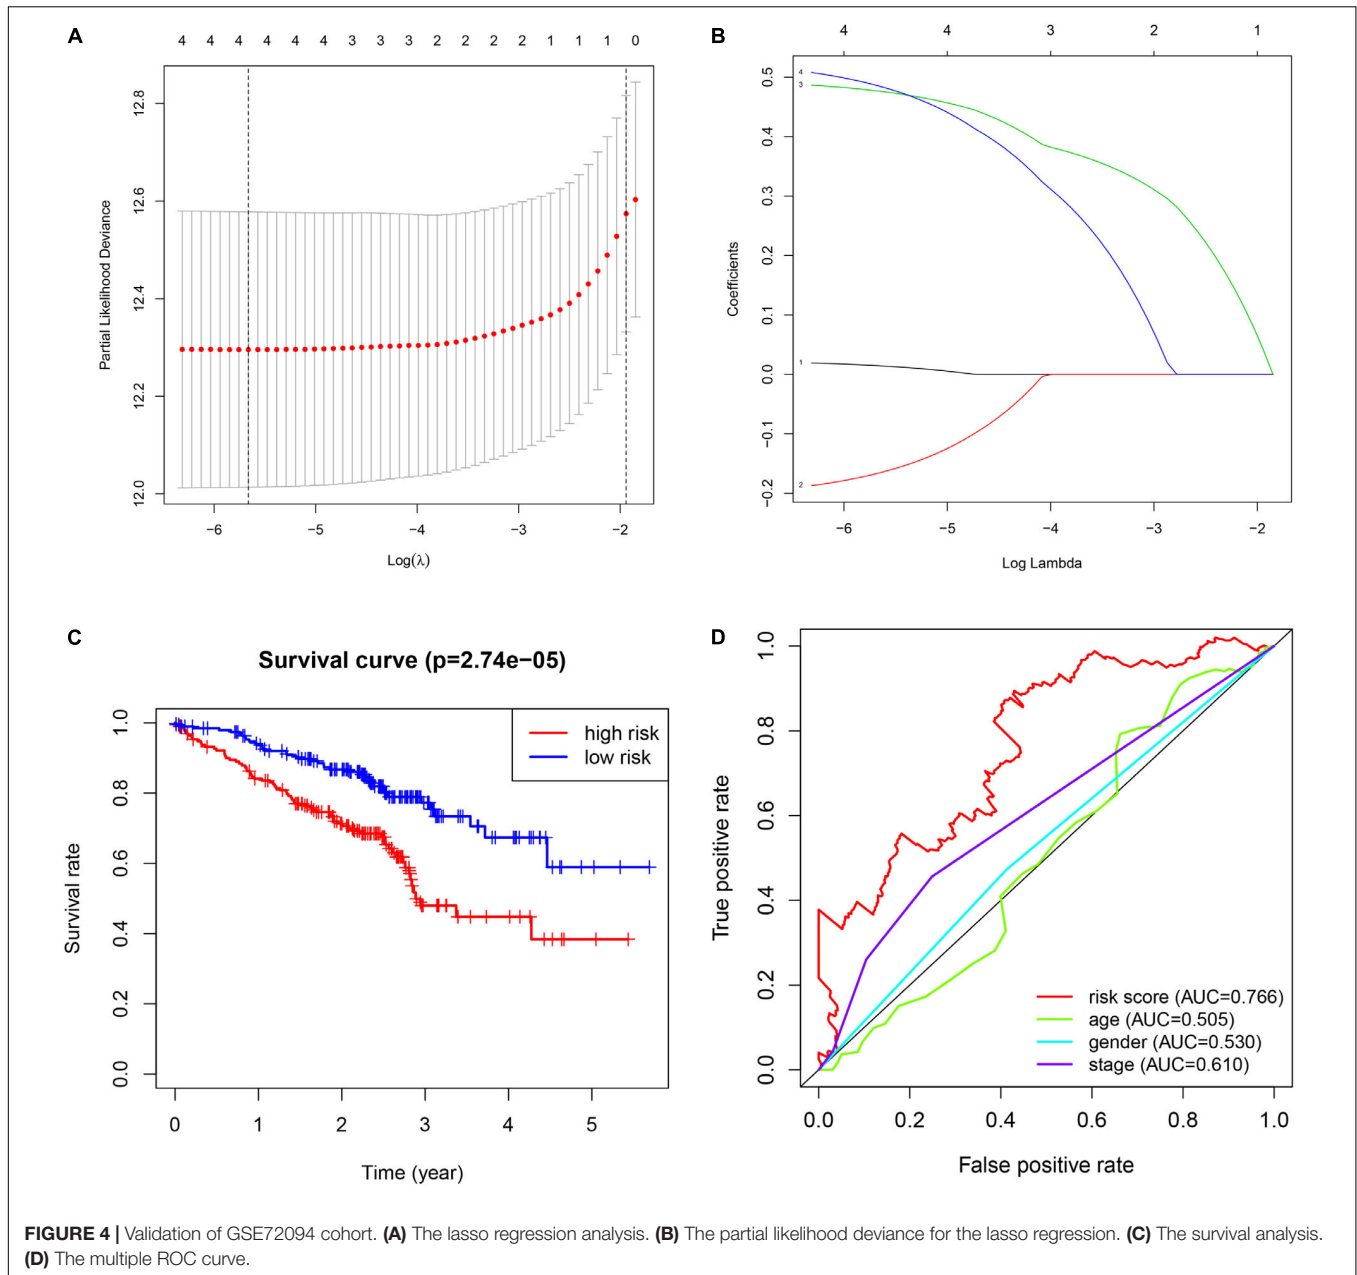 A
4 4 4 4 4 4 3 3 3 2 2 2 2 1 1 1 0
12.8
12.6
12.4
12.2
12.0
Partial Likelihood Deviance
−6 −5 −4 −3 −2
Log(λ)
B
4 4 3 2 1
0.5
0.4
0.3
0.2
0.1
0.0
−0.1
−0.2
Coefficients
4
3
1
2
−6 −5 −4 −3 −2
Log Lambda
C
Survival curve (p=2.74e−05)
high risk
low risk
1.0
0.8
0.6
0.4
0.2
0.0
Survival rate
0 1 2 3 4 5
Time (year)
D
1.0
0.8
0.6
0.4
0.2
0.0
True positive rate
risk score (AUC=0.766)
age (AUC=0.505)
gender (AUC=0.530)
stage (AUC=0.610)
0.0 0.2 0.4 0.6 0.8 1.0
False positive rate
FIGURE 4 | Validation of GSE72094 cohort. (A) The lasso regression analysis. (B) The partial likelihood deviance for the lasso regression. (C) The survival analysis.
(D) The multiple ROC curve.